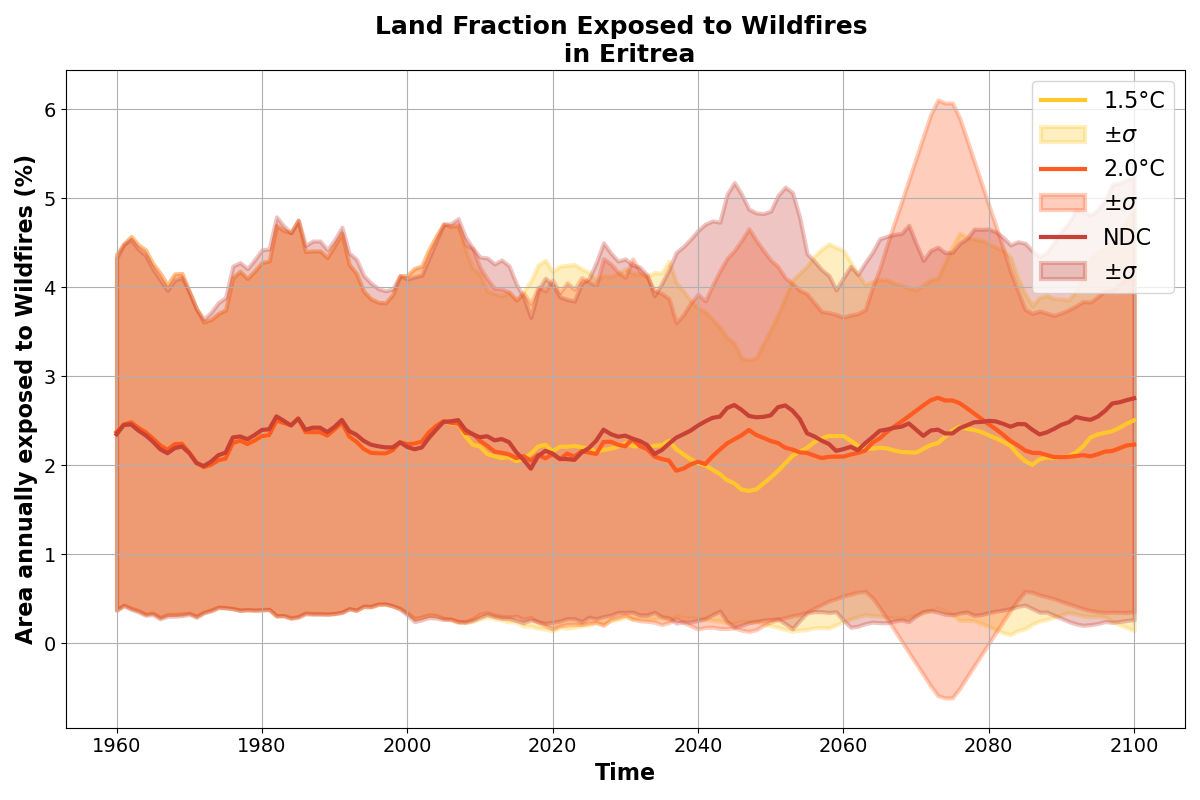 Land Fraction Exposed to Wildfires
in Eritrea
Area annually exposed to Wildfires (%)
6
5
4
3
2
1
0
1960
1980
2000
2020
2040
2060
2080
2100
Time
1.5°C
±σ
2.0°C
±σ
NDC
±σ